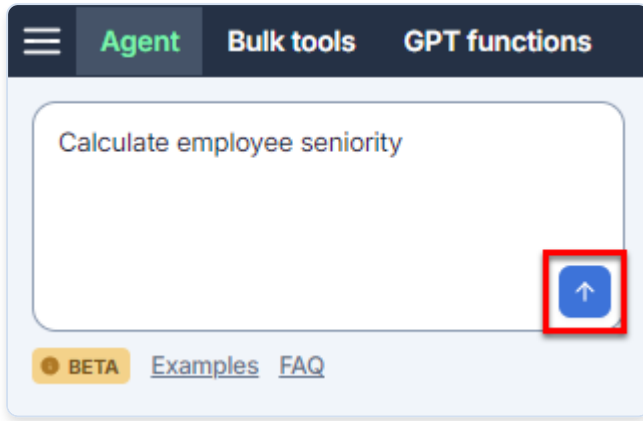 Agent Bulk tools GPT functions
Calculate employee seniority
BETA Examples FAQ